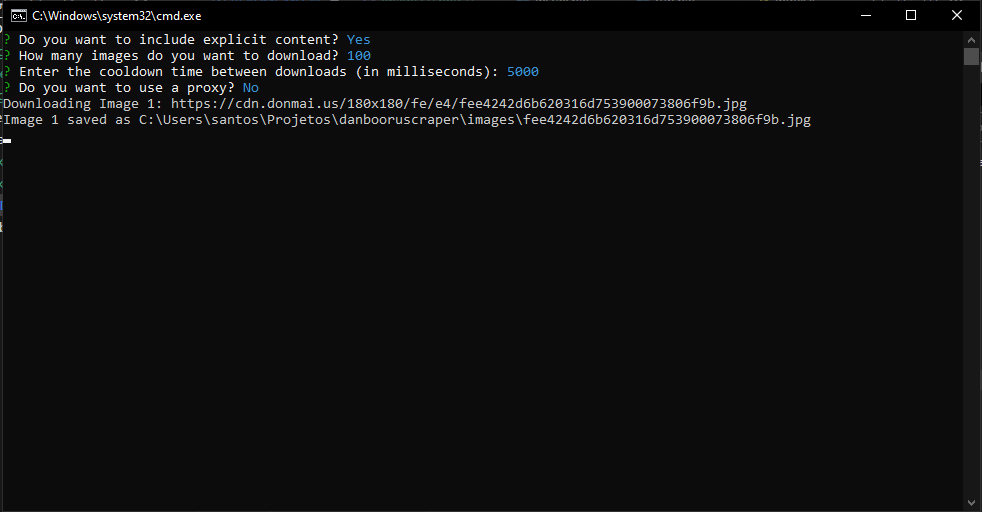 C:\Windows\system32\cmd.exe
? Do you want to include explicit content? Yes
? How many images do you want to download? 100
? Enter the cooldown time between downloads (in milliseconds): 5000
? Do you want to use a proxy? No
Downloading Image 1: https://cdn.donmai.us/180x180/fe/e4/fee4242d6b620316d753900073806f9b.jpg
Image 1 saved as C:\Users\santos\Projetos\danbooruscraper\images\fee4242d6b620316d753900073806f9b.jpg